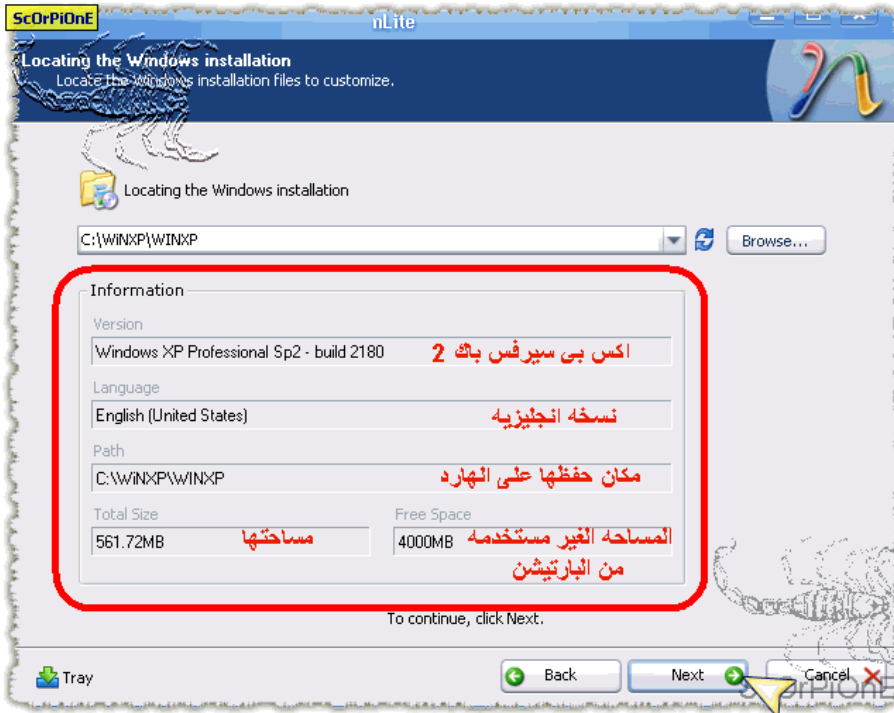 ScOrPiOnE
nLite
Locating the Windows installation
Locate the Windows installation files to customize.
Locating the Windows installation
C:\WiNXP\WINXP
Browse...
Information
Version
Windows XP Professional Sp2 - build 2180 اكس بى سيرفس باك 2
Language
English (United States) نسخه انجليزيه
Path
C:\WiNXP\WINXP مكان حفظها على الهارد
Total Size Free Space
561.72MB مساحتها 4000MB المساحه الغير مستخدمه
من البارتيشن
To continue, click Next.
Tray Back Next Cancel
ScOrPiOnE